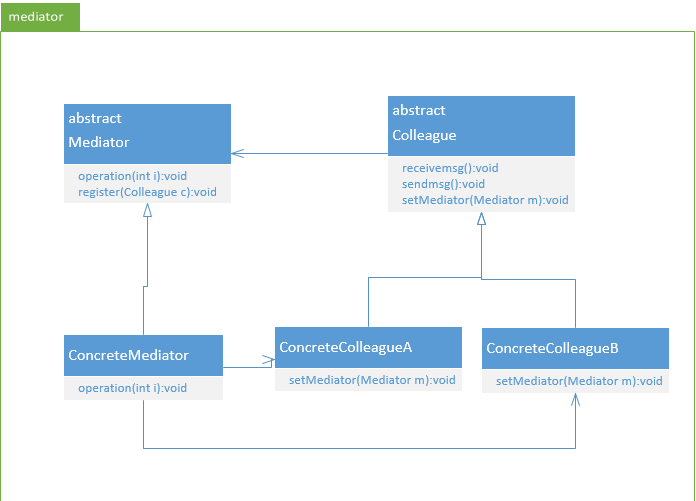 mediator
abstract
Mediator
operation(int i):void
register(Colleague c):void
abstract
Colleague
receivemsg():void
sendmsg():void
setMediator(Mediator m):void
ConcreteMediator
operation(int i):void
ConcreteColleagueA
setMediator(Mediator m):void
ConcreteColleagueB
setMediator(Mediator m):void